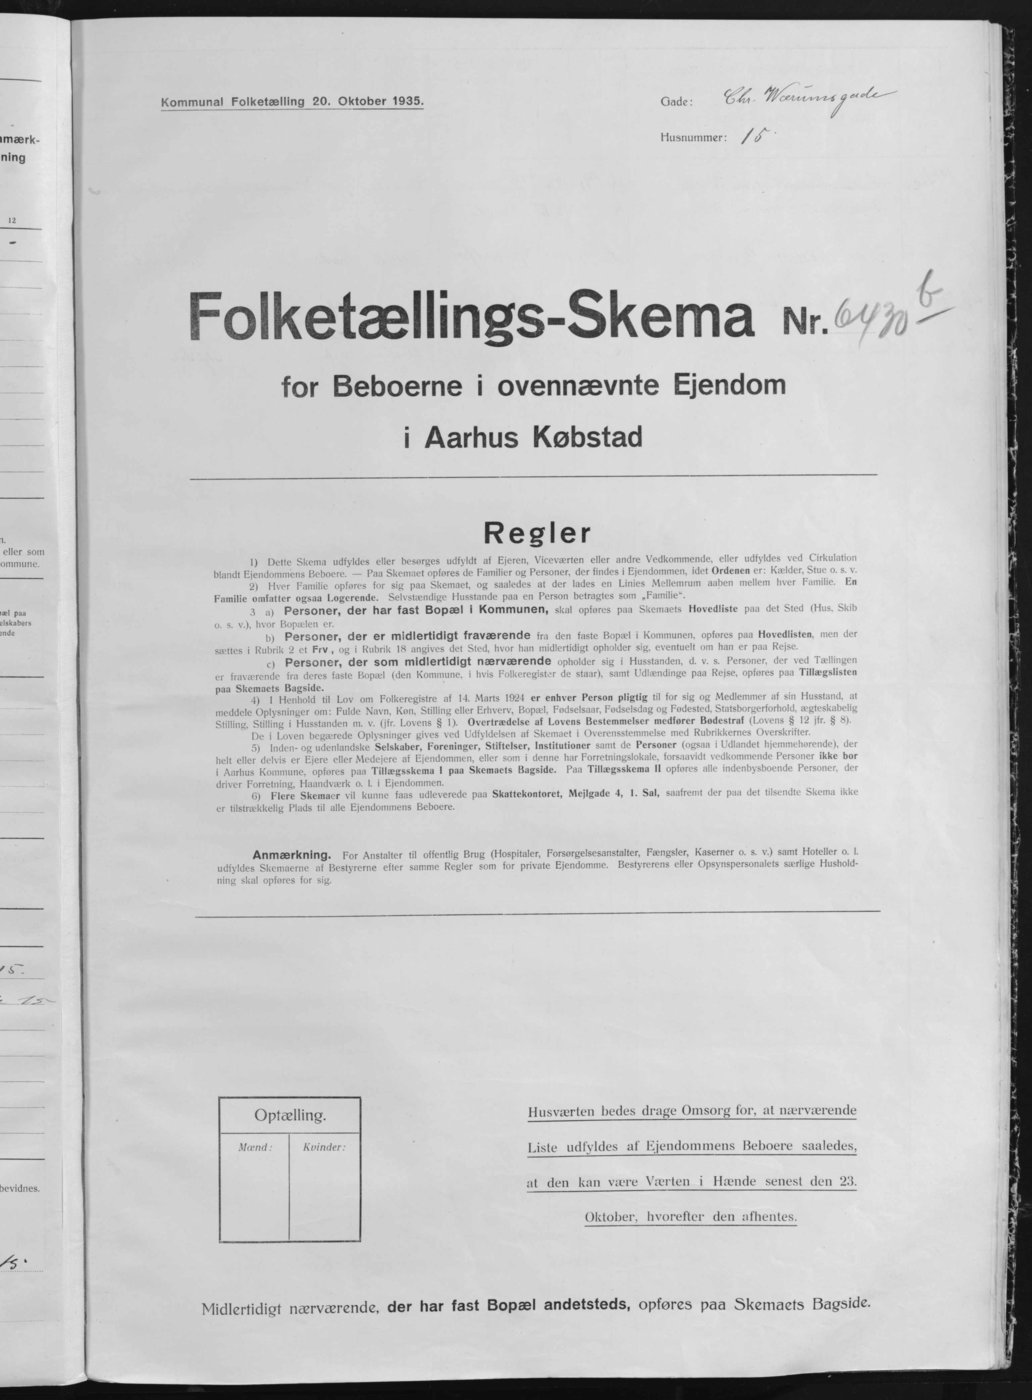 Kommunal Folketælling 20. Oktober 1935.
Gade: Chr. Wærumsgade
Husnummer: 15
Folketællings-Skema Nr. 6430 b
for Beboerne i ovennævnte Ejendom
i Aarhus Købstad
Regler
1) Dette Skema udfyldes eller besørges udfyldt af Ejeren, Viceværten eller andre Vedkommende, eller udfyldes ved Cirkulation
blandt Ejendommens Beboere. — Paa Skemaet opføres de Familier og Personer, der findes i Ejendommen, idet Ordenen er: Kælder, Stue o. s. v.
2) Hver Familie opføres for sig paa Skemaet, og saaledes at der lades en Linies Mellemrum aaben mellem hver Familie. En
Familie omfatter ogsaa Logerende. Selvstændige Husstande paa en Person betragtes som „Familie".
3 a) Personer, der har fast Bopæl i Kommunen, skal opføres paa Skemaets Hovedliste paa det Sted (Hus, Skib
o. s. v.), hvor Bopælen er.
b) Personer, der er midlertidigt fraværende fra den faste Bopæl i Kommunen, opføres paa Hovedlisten, men der
sættes i Rubrik 2 et Frv, og i Rubrik 18 angives det Sted, hvor han midlertidigt opholder sig, eventuelt om han er paa Rejse.
c) Personer, der som midlertidigt nærværende opholder sig i Husstanden, d. v. s. Personer, der ved Tællingen
er fraværende fra deres faste Bopæl (den Kommune, i hvis Folkeregister de staar), samt Udlændinge paa Rejse, opføres paa Tillægslisten
paa Skemaets Bagside.
4) I Henhold til Lov om Folkeregistre af 14. Marts 1924 er enhver Person pligtig til for sig og Medlemmer af sin Husstand, at
meddele Oplysninger om: Fulde Navn, Køn, Stilling eller Erhverv, Bopæl, Fødselsaar, Fødselsdag og Fødested, Statsborgerforhold, ægteskabelig
Stilling, Stilling i Husstanden m. v. (jfr. Lovens § 1). Overtrædelse af Lovens Bestemmelser medfører Bødestraf (Lovens § 12 jfr. § 8).
De i Loven begærede Oplysninger gives ved Udfyldelsen af Skemaet i Overensstemmelse med Rubrikkernes Overskrifter.
5) Inden- og udenlandske Selskaber, Foreninger, Stiftelser, Institutioner samt de Personer (ogsaa i Udlandet hjemmehørende), der
helt eller delvis er Ejere eller Medejere af Ejendommen, eller som i denne har Forretningslokale, forsaavidt vedkommende Personer ikke bor
i Aarhus Kommune, opføres paa Tillægsskema I paa Skemaets Bagside. Paa Tillægsskema II opføres alle indenbysboende Personer, der
driver Forretning, Haandværk o. l. i Ejendommen.
6) Flere Skemaer vil kunne faas udleverede paa Skattekontoret, Mejlgade 4, 1. Sal, saafremt der paa det tilsendte Skema ikke
er tilstrækkelig Plads til alle Ejendommens Beboere.
Anmærkning. For Anstalter til offentlig Brug (Hospitaler, Forsørgelsesanstalter, Fængsler, Kaserner o. s. v.) samt Hoteller o. l.
udfyldes Skemaerne af Bestyrerne efter samme Regler som for private Ejendomme. Bestyrerens eller Opsynspersonalets særlige Hushold-
ning skal opføres for sig.
Optælling.
Mænd: Kvinder:
Husværten bedes drage Omsorg for, at nærværende
Liste udfyldes af Ejendommens Beboere saaledes,
at den kan være Værten i Hænde senest den 23.
Oktober, hvorefter den afhentes.
Midlertidigt nærværende, der har fast Bopæl andetsteds, opføres paa Skemaets Bagside.